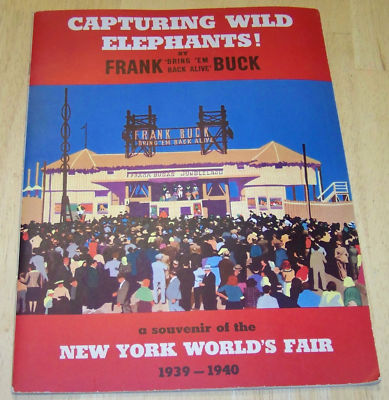 CAPTURING WILD
ELEPHANTS!
BY
FRANK 'BRING 'EM BACK ALIVE' BUCK
FRANK BUCK
BRING 'EM BACK ALIVE
FRANK BUCK'S JUNGLELAND
a souvenir of the
NEW YORK WORLD'S FAIR
1939–1940